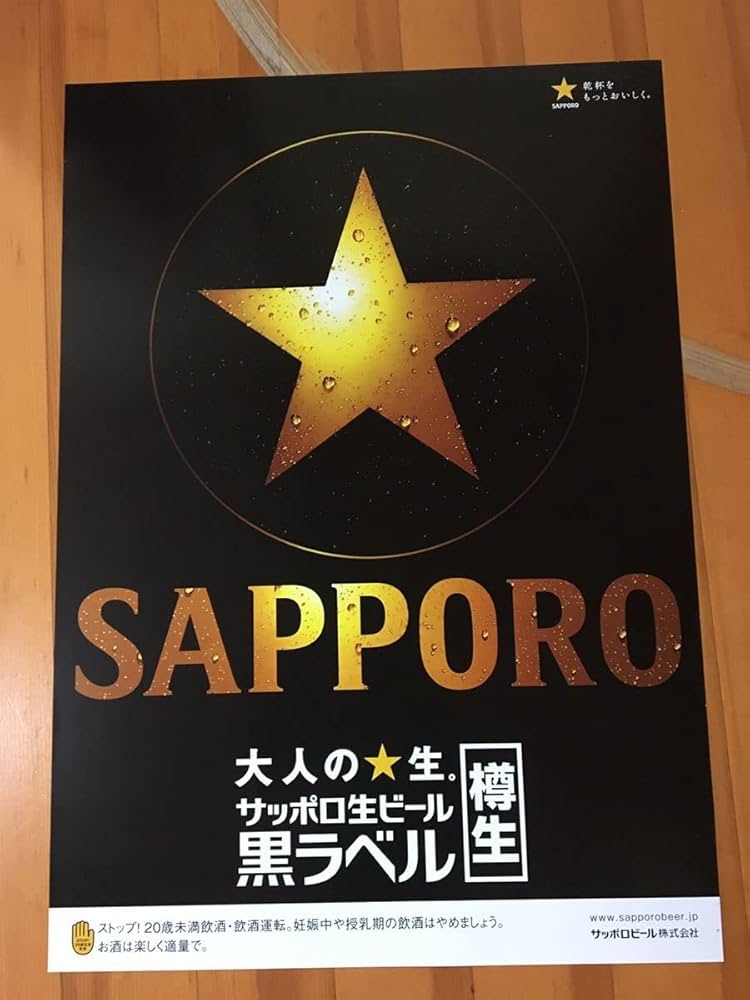 乾杯を
もっとおいしく。
SAPPORO
SAPPORO
大人の★生。
サッポロ生ビール
黒ラベル
樽生
ストップ! 20歳未満飲酒・飲酒運転。妊娠中や授乳期の飲酒はやめましょう。
お酒は楽しく適量で。
www.sapporobeer.jp
サッポロビール株式会社